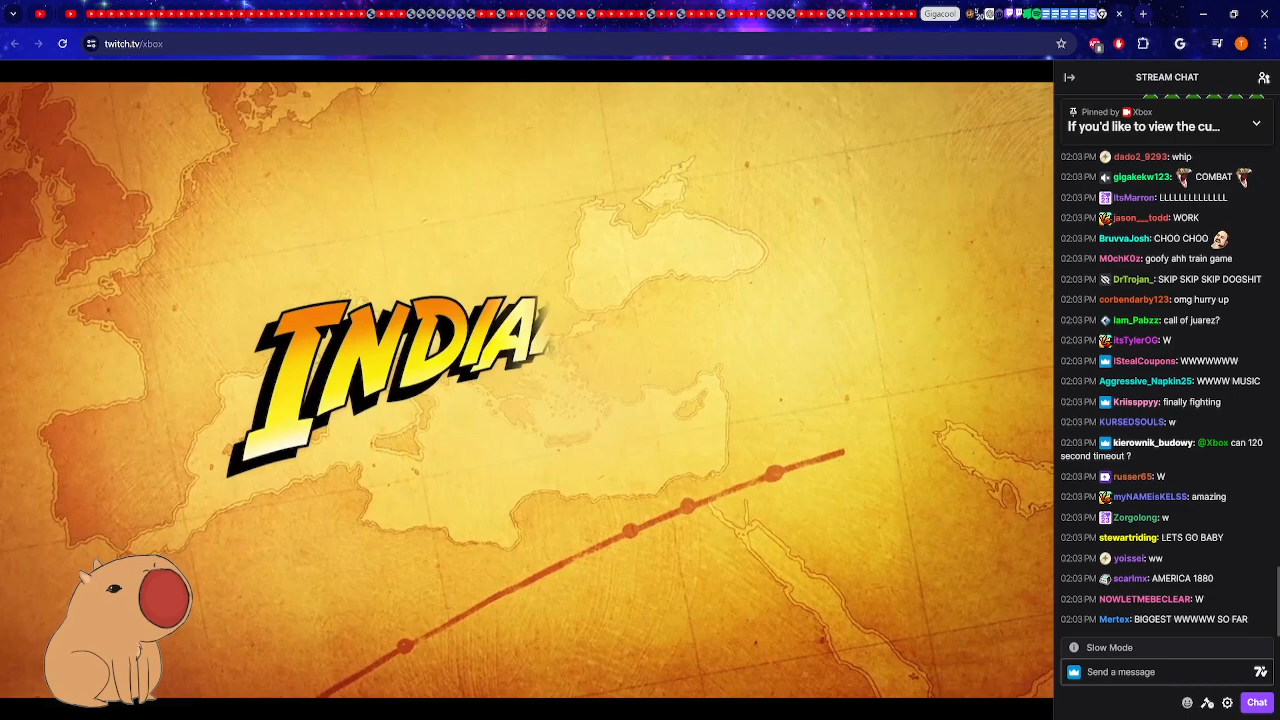 Gigacool
twitch.tv/xbox
STREAM CHAT
Pinned by Xbox
If you'd like to view the cu...
INDIA
02:03 PM dado2_9293: whip
02:03 PM gigakekw123: COMBAT
02:03 PM ItsMarron: LLLLLLLLLLLLL
02:03 PM jason___todd: WORK
02:03 PM BruvvaJosh: CHOO CHOO
02:03 PM M0chK0z: goofy ahh train game
02:03 PM DrTrojan_: SKIP SKIP SKIP DOGSHIT
02:03 PM corbendarby123: omg hurry up
02:03 PM Iam_Pabzz: call of juarez?
02:03 PM itsTylerOG: W
02:03 PM IStealCoupons: WWWWWWW
02:03 PM Aggressive_Napkin25: WWWW MUSIC
02:03 PM Kriissppyy: finally fighting
02:03 PM KURSEDSOULS: w
02:03 PM kierownik_budowy: @Xbox can 120
second timeout ?
02:03 PM russer65: W
02:03 PM myNAMEisKELSS: amazing
02:03 PM Zorgolong: w
02:03 PM stewartriding: LETS GO BABY
02:03 PM yoissei: ww
02:03 PM scarlmx: AMERICA 1880
02:03 PM NOWLETMEBECLEAR: W
02:03 PM Mertex: BIGGEST WWWWW SO FAR
Slow Mode
Send a message
Chat